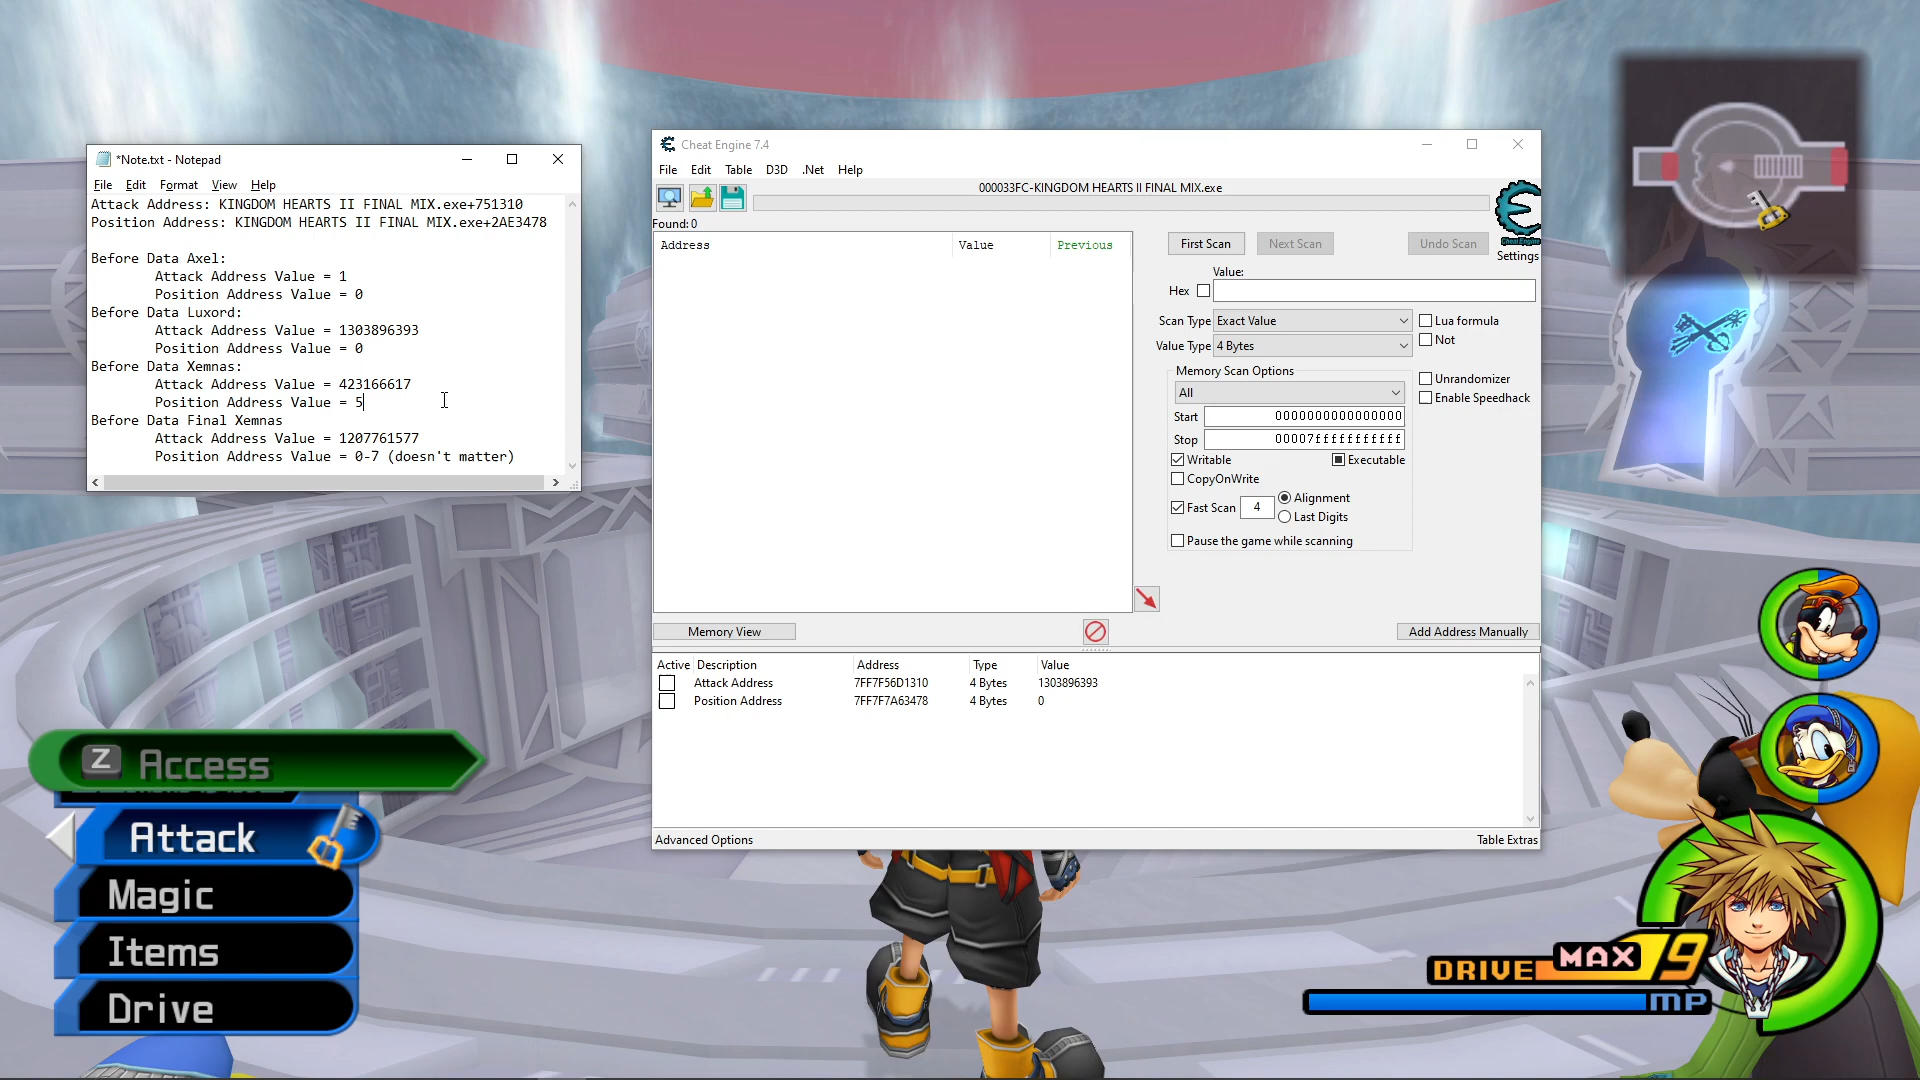 *Note.txt - Notepad
File Edit Format View Help
Attack Address: KINGDOM HEARTS II FINAL MIX.exe+751310
Position Address: KINGDOM HEARTS II FINAL MIX.exe+2AE3478
Before Data Axel:
Attack Address Value = 1
Position Address Value = 0
Before Data Luxord:
Attack Address Value = 1303896393
Position Address Value = 0
Before Data Xemnas:
Attack Address Value = 423166617
Position Address Value = 5
Before Data Final Xemnas
Attack Address Value = 1207761577
Position Address Value = 0-7 (doesn't matter)
Cheat Engine 7.4
File Edit Table D3D .Net Help
000033FC-KINGDOM HEARTS II FINAL MIX.exe
Found: 0
Address Value Previous
First Scan Next Scan Undo Scan
Cheat Engine
Settings
Value:
Hex
Scan Type Exact Value Lua formula
Not
Value Type 4 Bytes
Memory Scan Options
All
Unrandomizer
Enable Speedhack
Start 0000000000000000
Stop 00007fffffffffff
Writable Executable
CopyOnWrite
Fast Scan 4 Alignment
Last Digits
Pause the game while scanning
Memory View Add Address Manually
Active Description Address Type Value
Attack Address 7FF7F56D1310 4 Bytes 1303896393
Position Address 7FF7F7A63478 4 Bytes 0
Advanced Options Table Extras
Z Access
Attack
Magic
Items
Drive
DRIVE MAX 9
MP